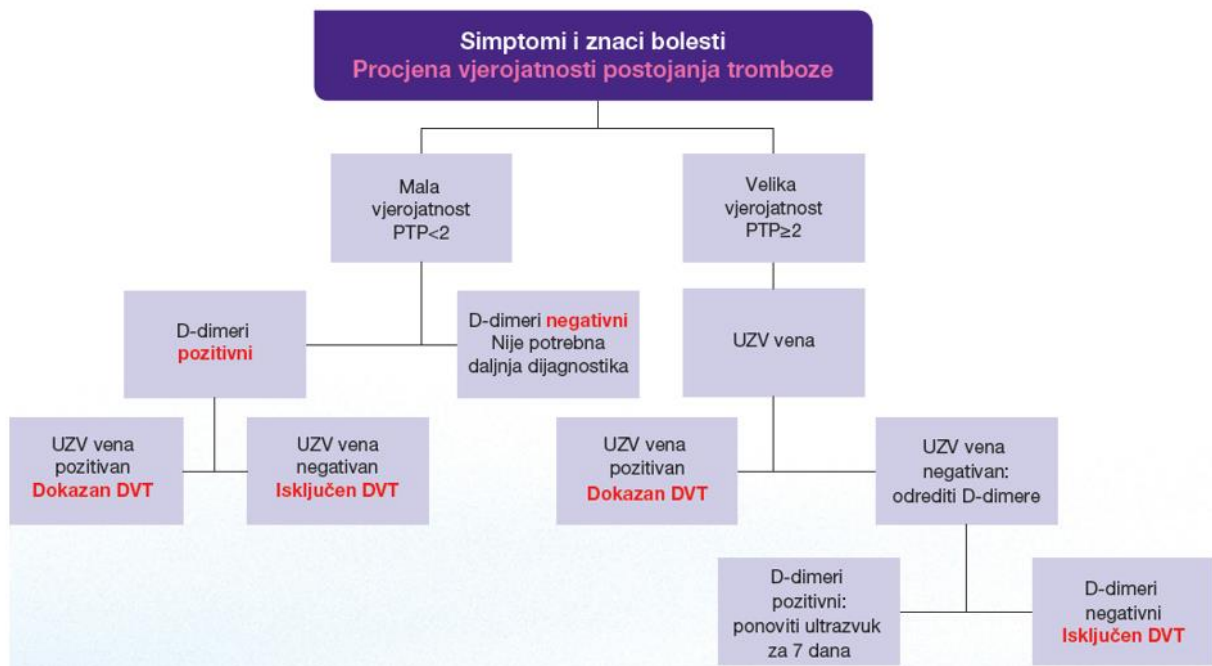 Simptomi i znaci bolesti
Procjena vjerojatnosti postojanja tromboze
Mala
vjerojatnost
PTP<2
Velika
vjerojatnost
PTP≥2
D-dimeri
pozitivni
D-dimeri negativni
Nije potrebna
daljnja dijagnostika
UZV vena
UZV vena
pozitivan
Dokazan DVT
UZV vena
negativan
Isključen DVT
UZV vena
pozitivan
Dokazan DVT
UZV vena
negativan:
odrediti D-dimere
D-dimeri
pozitivni:
ponoviti ultrazvuk
za 7 dana
D-dimeri
negativni
Isključen DVT